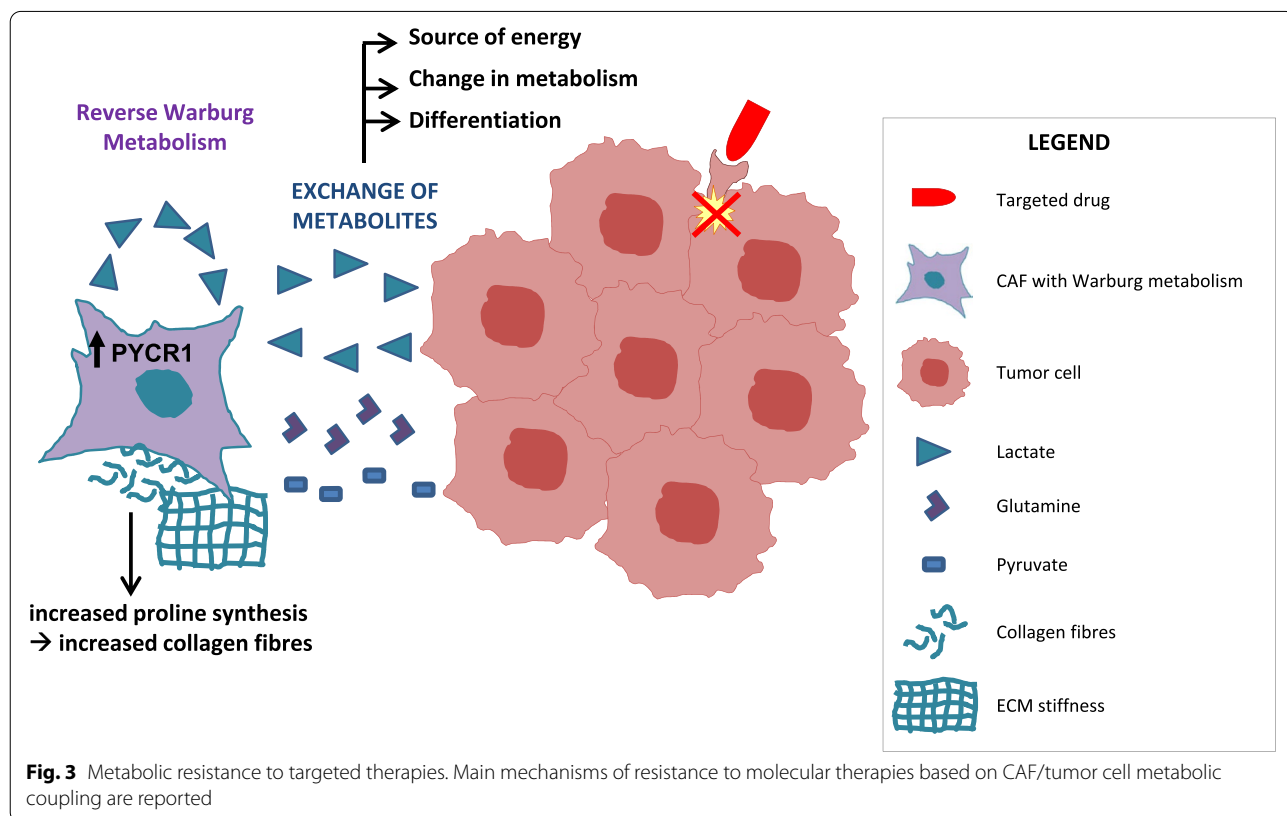 Source of energy
Change in metabolism
Differentiation
Reverse Warburg
Metabolism
EXCHANGE OF
METABOLITES
PYCR1
increased proline synthesis
→ increased collagen fibres
LEGEND
Targeted drug
CAF with Warburg metabolism
Tumor cell
Lactate
Glutamine
Pyruvate
Collagen fibres
ECM stiffness
Fig. 3 Metabolic resistance to targeted therapies. Main mechanisms of resistance to molecular therapies based on CAF/tumor cell metabolic
coupling are reported